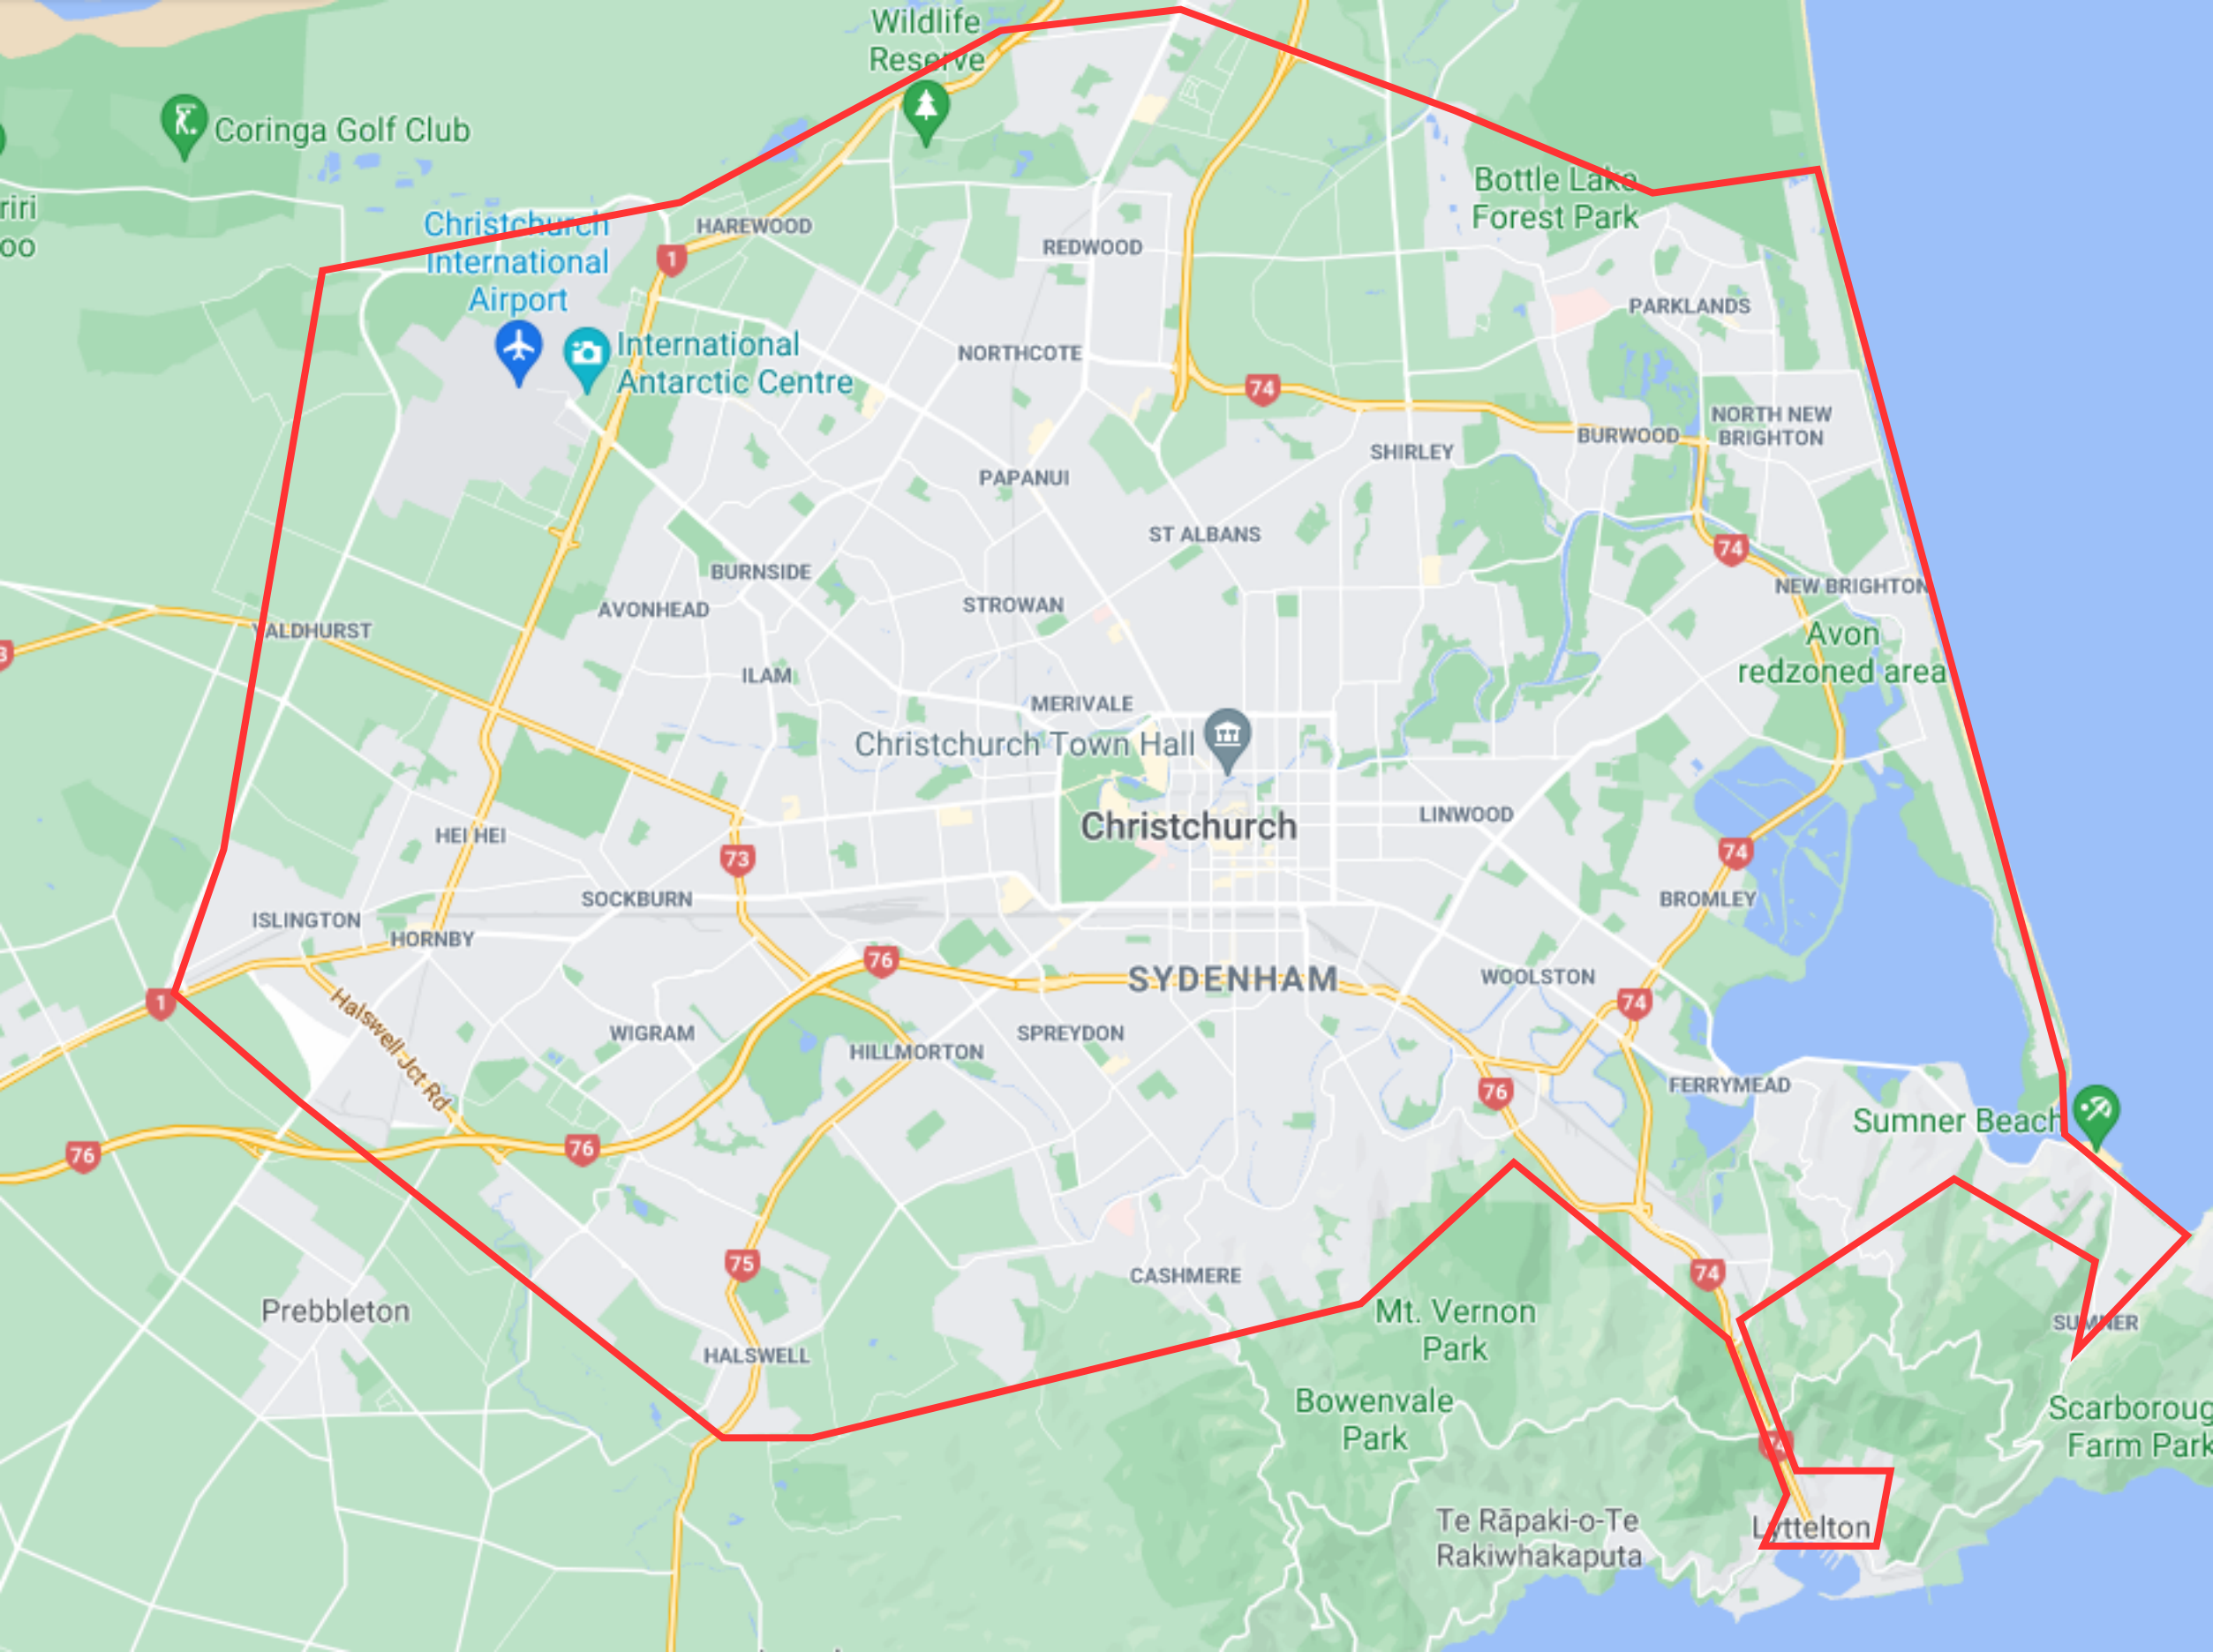 Wildlife
Reserve
Coringa Golf Club
Christchurch
International
Airport
HAREWOOD
REDWOOD
Bottle Lake
Forest Park
riri
oo
1
PARKLANDS
International
Antarctic Centre
NORTHCOTE
74
NORTH NEW
BRIGHTON
BURWOOD
SHIRLEY
PAPANUI
ST ALBANS
74
BURNSIDE
NEW BRIGHTON
AVONHEAD
STROWAN
YALDHURST
3
Avon
redzoned area
ILAM
MERIVALE
Christchurch Town Hall
Christchurch
LINWOOD
HEI HEI
73
74
SOCKBURN
BROMLEY
ISLINGTON
HORNBY
76
SYDENHAM
WOOLSTON
1
74
Halswell Jct Rd
WIGRAM
SPREYDON
HILLMORTON
FERRYMEAD
76
Sumner Beach
76
76
75
CASHMERE
74
Prebbleton
Mt. Vernon
Park
SUMNER
HALSWELL
Bowenvale
Park
Scarboroug
Farm Park
Te Rāpaki-o-Te
Rakiwhakaputa
Lyttelton